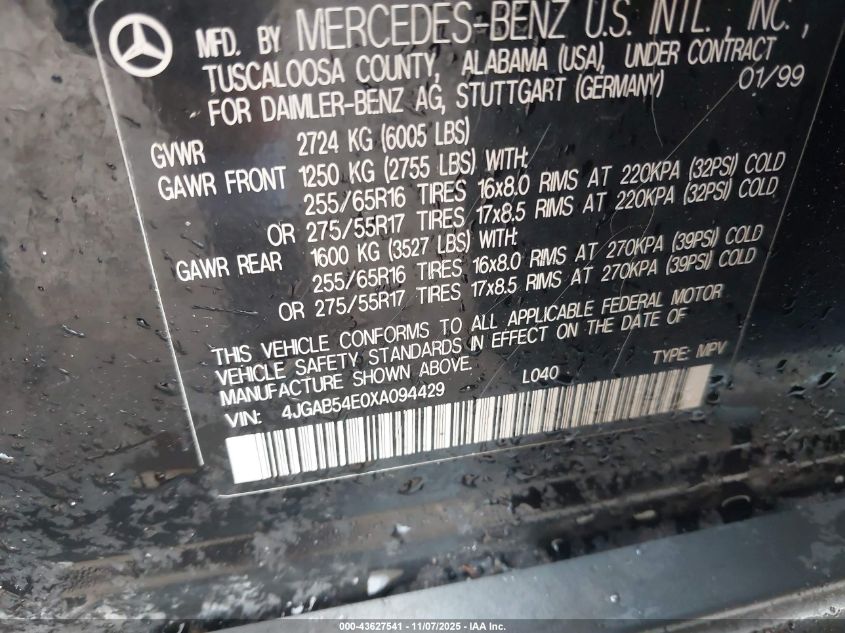 MFD. BY MERCEDES-BENZ U.S. INTL., INC.,
TUSCALOOSA COUNTY, ALABAMA (USA), UNDER CONTRACT
FOR DAIMLER-BENZ AG, STUTTGART (GERMANY) 01/99
GVWR 2724 KG (6005 LBS)
GAWR FRONT 1250 KG (2755 LBS) WITH:
255/65R16 TIRES 16x8.0 RIMS AT 220KPA (32PSI) COLD
OR 275/55R17 TIRES 17x8.5 RIMS AT 220KPA (32PSI) COLD
GAWR REAR 1600 KG (3527 LBS) WITH:
255/65R16 TIRES 16x8.0 RIMS AT 270KPA (39PSI) COLD
OR 275/55R17 TIRES 17x8.5 RIMS AT 270KPA (39PSI) COLD
THIS VEHICLE CONFORMS TO ALL APPLICABLE FEDERAL MOTOR
VEHICLE SAFETY STANDARDS IN EFFECT ON THE DATE OF
MANUFACTURE SHOWN ABOVE. L040 TYPE: MPV
VIN: 4JGAB54E0XA094429
000-43627541 - 11/07/2025 - IAA Inc.